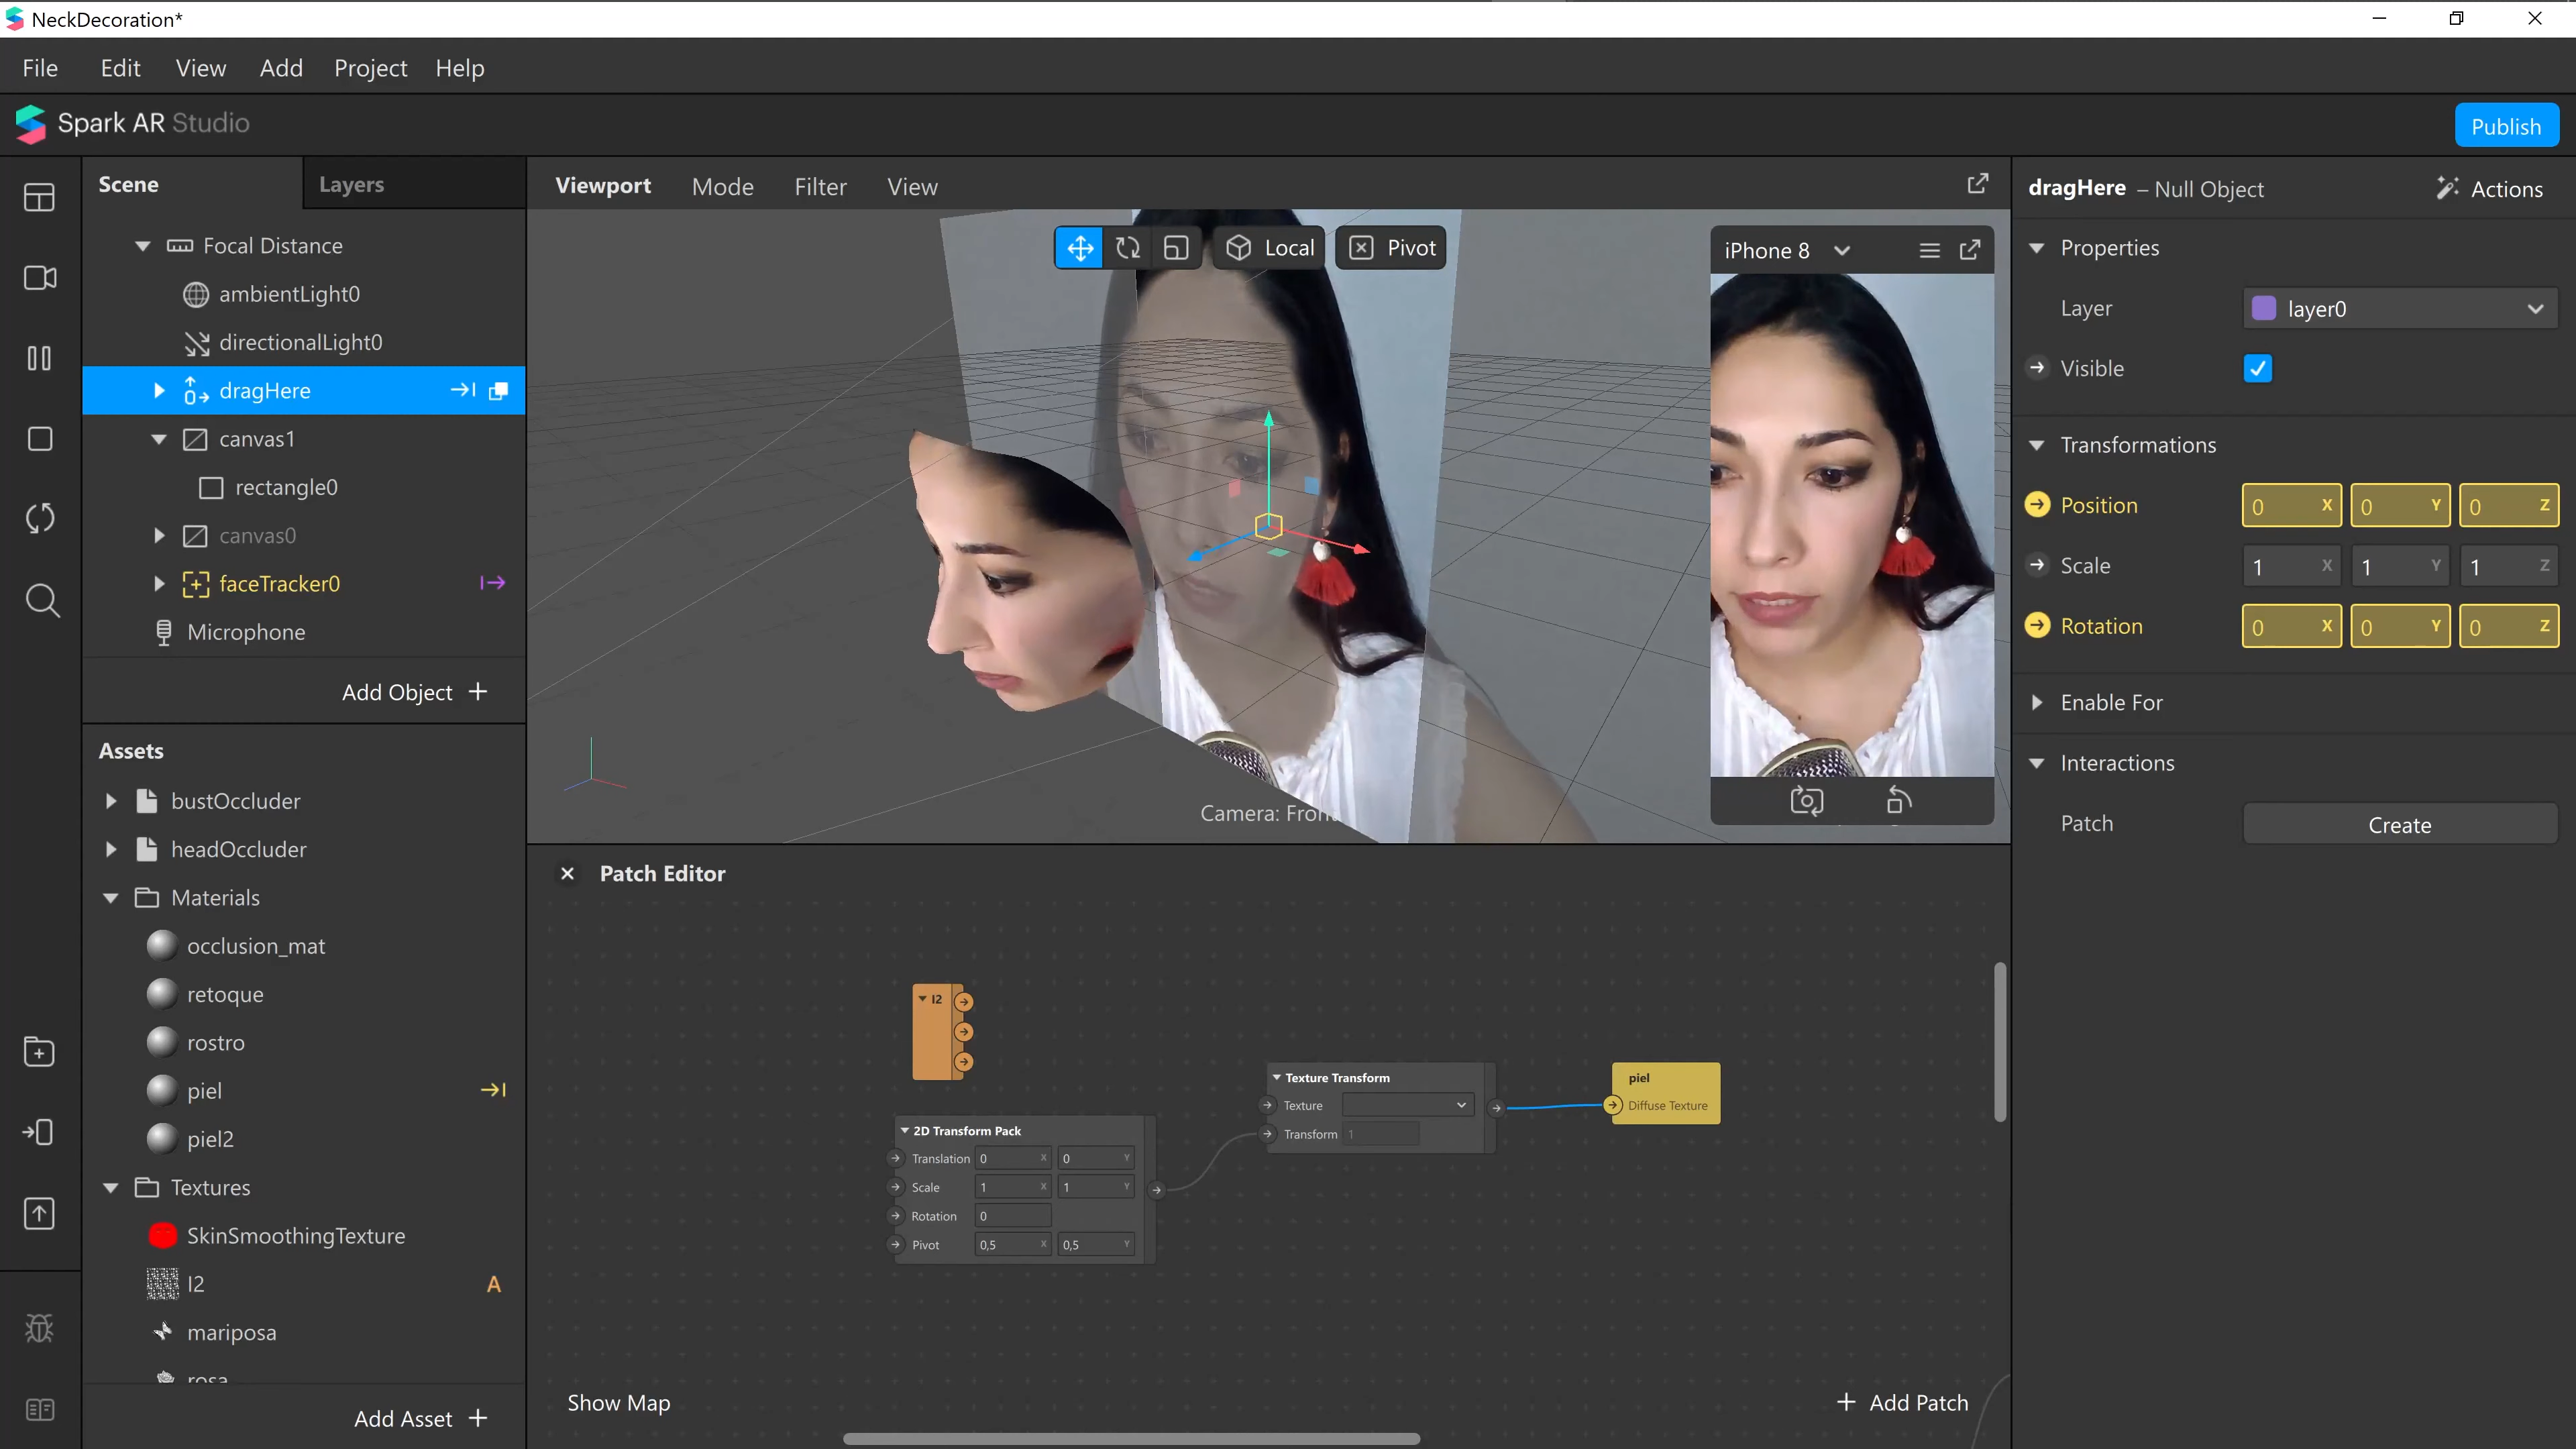 NeckDecoration*
File Edit View Add Project Help
Spark AR Studio
Publish
Scene Layers
Focal Distance
ambientLight0
directionalLight0
dragHere
canvas1
rectangle0
canvas0
faceTracker0
Microphone
Add Object +
Assets
bustOccluder
headOccluder
Materials
occlusion_mat
retoque
rostro
piel
piel2
Textures
SkinSmoothingTexture
l2 A
mariposa
rosa
Add Asset +
Viewport Mode Filter View
Local Pivot
iPhone 8
Camera: Front
Patch Editor
l2
2D Transform Pack
Translation 0 X 0 Y
Scale 1 X 1 Y
Rotation 0
Pivot 0,5 X 0,5 Y
Texture Transform
Texture
Transform 1
piel
Diffuse Texture
Show Map
+ Add Patch
dragHere – Null Object Actions
Properties
Layer layer0
Visible
Transformations
Position 0 X 0 Y 0 Z
Scale 1 X 1 Y 1 Z
Rotation 0 X 0 Y 0 Z
Enable For
Interactions
Patch Create